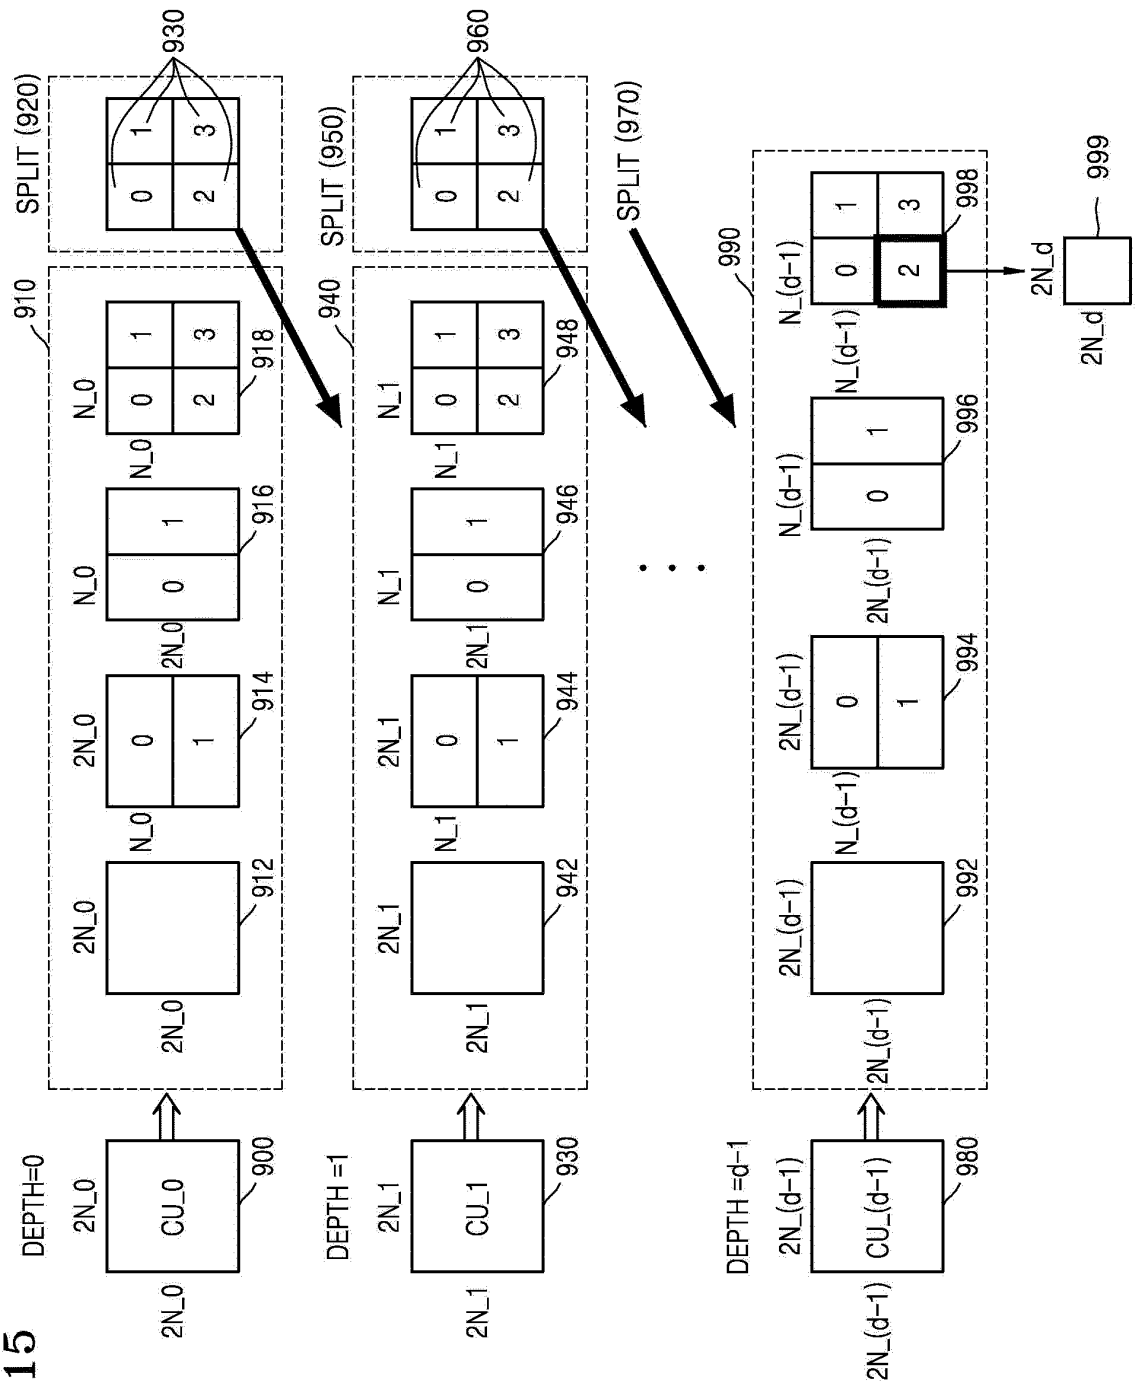 15
DEPTH=0
2N_0
2N_0
CU_0
900
910
2N_0
2N_0
912
2N_0
N_0
0
1
914
N_0
2N_0
0
1
916
N_0
N_0
0
1
2
3
918
SPLIT (920)
0
1
2
3
930
DEPTH =1
2N_1
2N_1
CU_1
930
940
2N_1
2N_1
942
2N_1
N_1
0
1
944
N_1
2N_1
0
1
946
N_1
N_1
0
1
2
3
948
SPLIT (950)
0
1
2
3
960
SPLIT (970)
DEPTH =d-1
2N_(d-1)
2N_(d-1)
CU_(d-1)
980
990
2N_(d-1)
2N_(d-1)
992
2N_(d-1)
N_(d-1)
0
1
994
N_(d-1)
2N_(d-1)
0
1
996
N_(d-1)
N_(d-1)
0
1
2
3
998
2N_d
2N_d
999